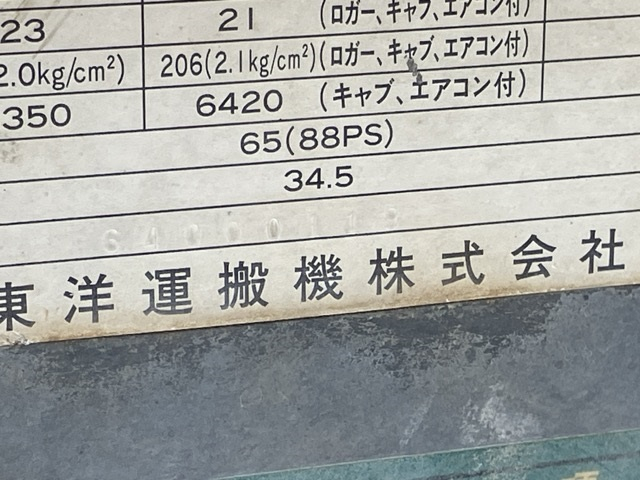 23 21 (ロガー、キャブ、エアコン付)
2.0kg/cm²) 206(2.1kg/cm²)(ロガー、キャブ、エアコン付)
350 6420 (キャブ、エアコン付)
65(88PS)
34.5
東洋運搬機株式会社